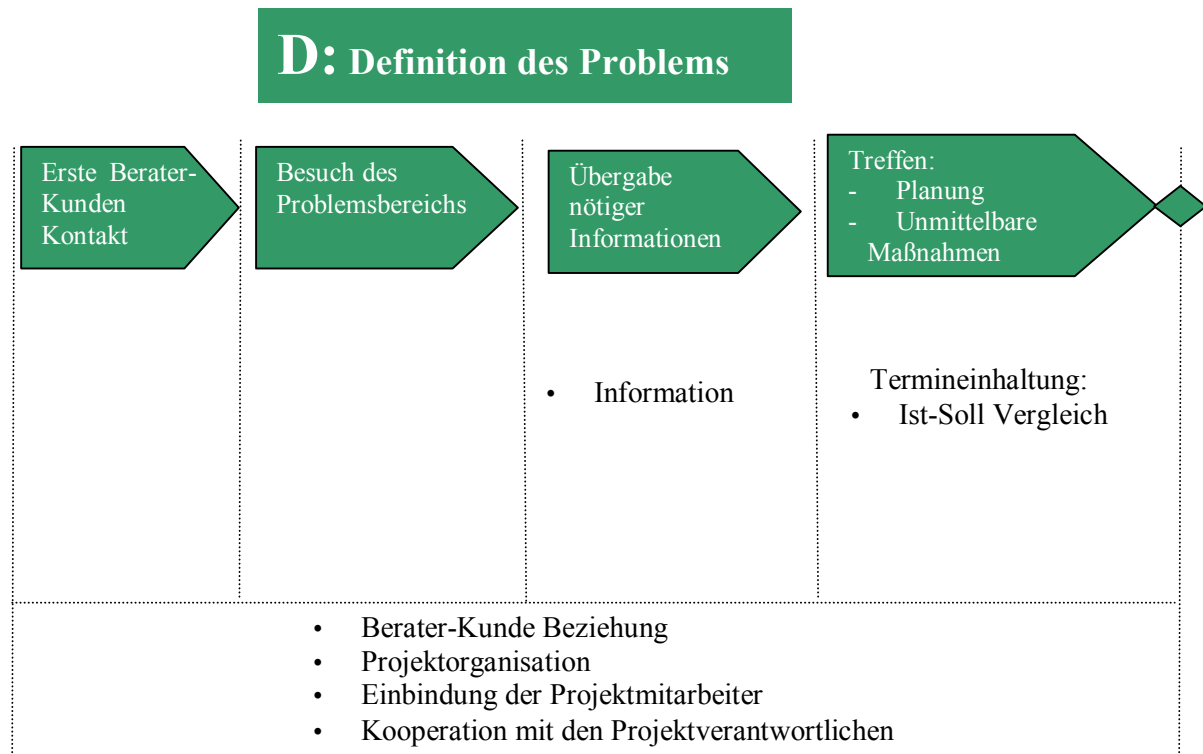 D: Definition des Problems
Erste Berater-
Kunden
Kontakt
Besuch des
Problemsbereichs
Übergabe
nötiger
Informationen
Treffen:
- Planung
- Unmittelbare
Maßnahmen
• Information
Termineinhaltung:
• Ist-Soll Vergleich
• Berater-Kunde Beziehung
• Projektorganisation
• Einbindung der Projektmitarbeiter
• Kooperation mit den Projektverantwortlichen